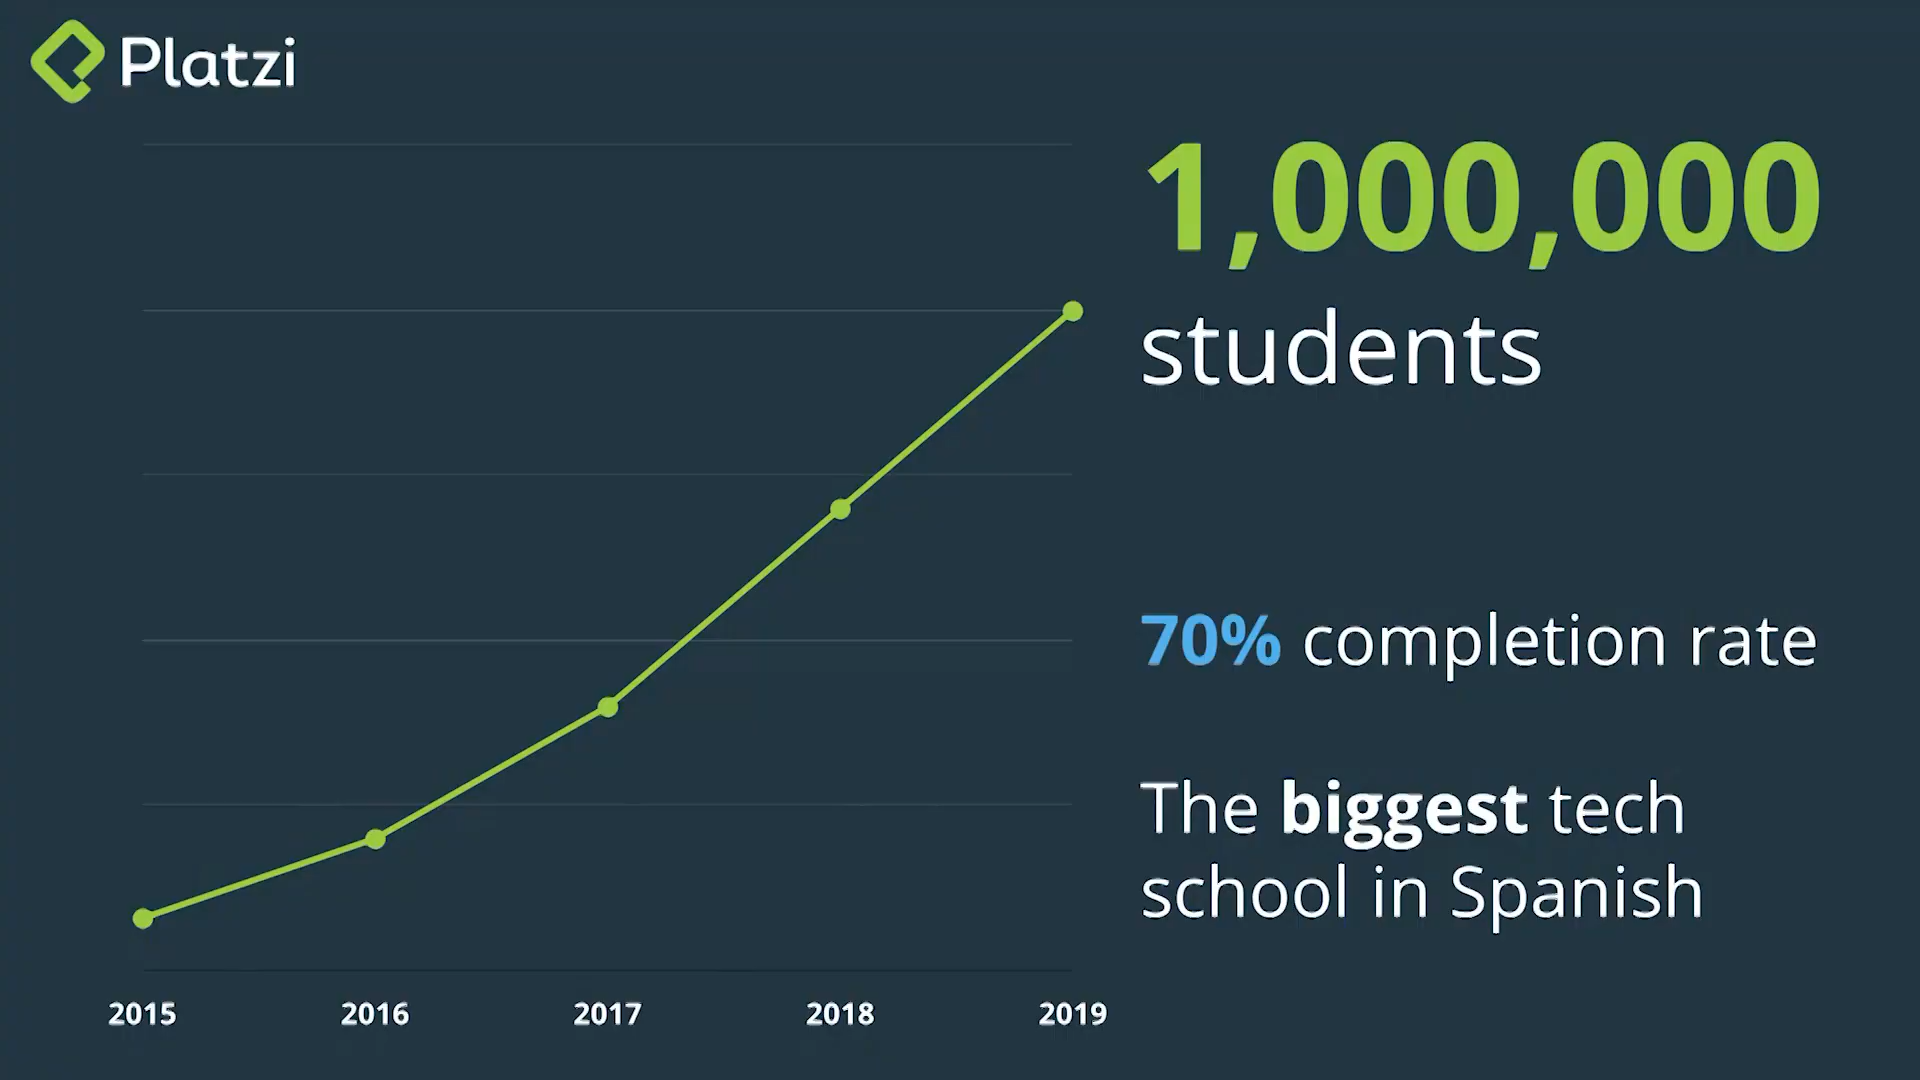 Platzi
1,000,000
students
70% completion rate
The biggest tech
school in Spanish
2015 2016 2017 2018 2019